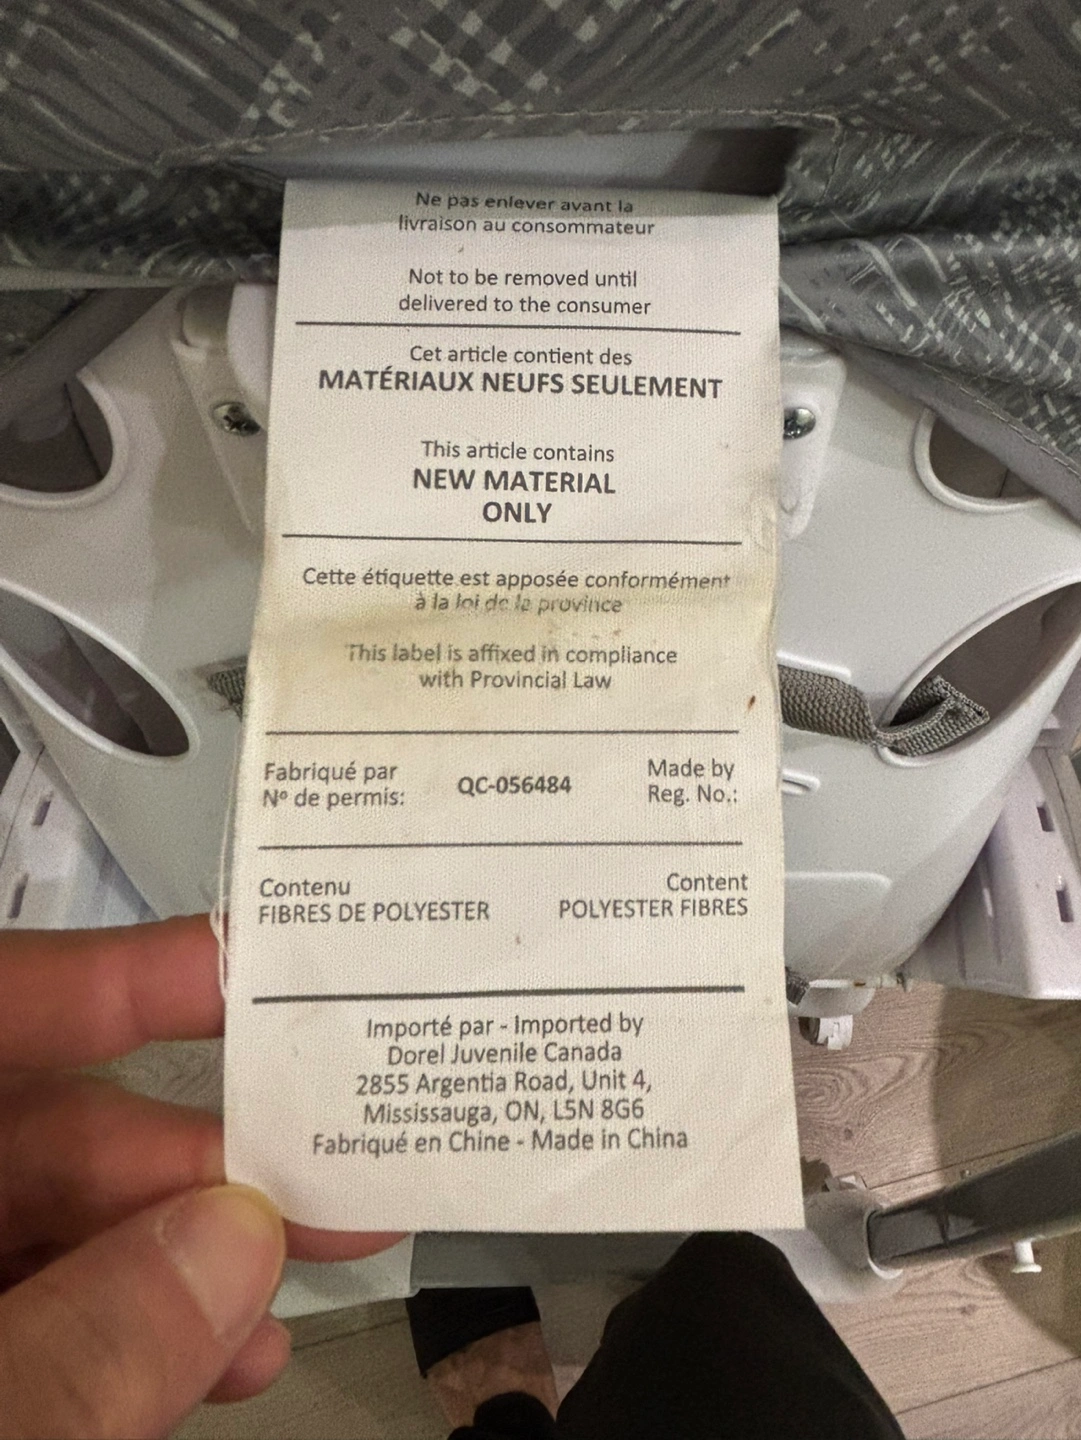 Ne pas enlever avant la
livraison au consommateur
Not to be removed until
delivered to the consumer
Cet article contient des
MATÉRIAUX NEUFS SEULEMENT
This article contains
NEW MATERIAL
ONLY
Cette étiquette est apposée conformément
à la loi de la province
This label is affixed in compliance
with Provincial Law
Fabriqué par
Nº de permis:
QC-056484
Made by
Reg. No.:
Contenu
FIBRES DE POLYESTER
Content
POLYESTER FIBRES
Importé par - Imported by
Dorel Juvenile Canada
2855 Argentia Road, Unit 4,
Mississauga, ON, L5N 8G6
Fabriqué en Chine - Made in China